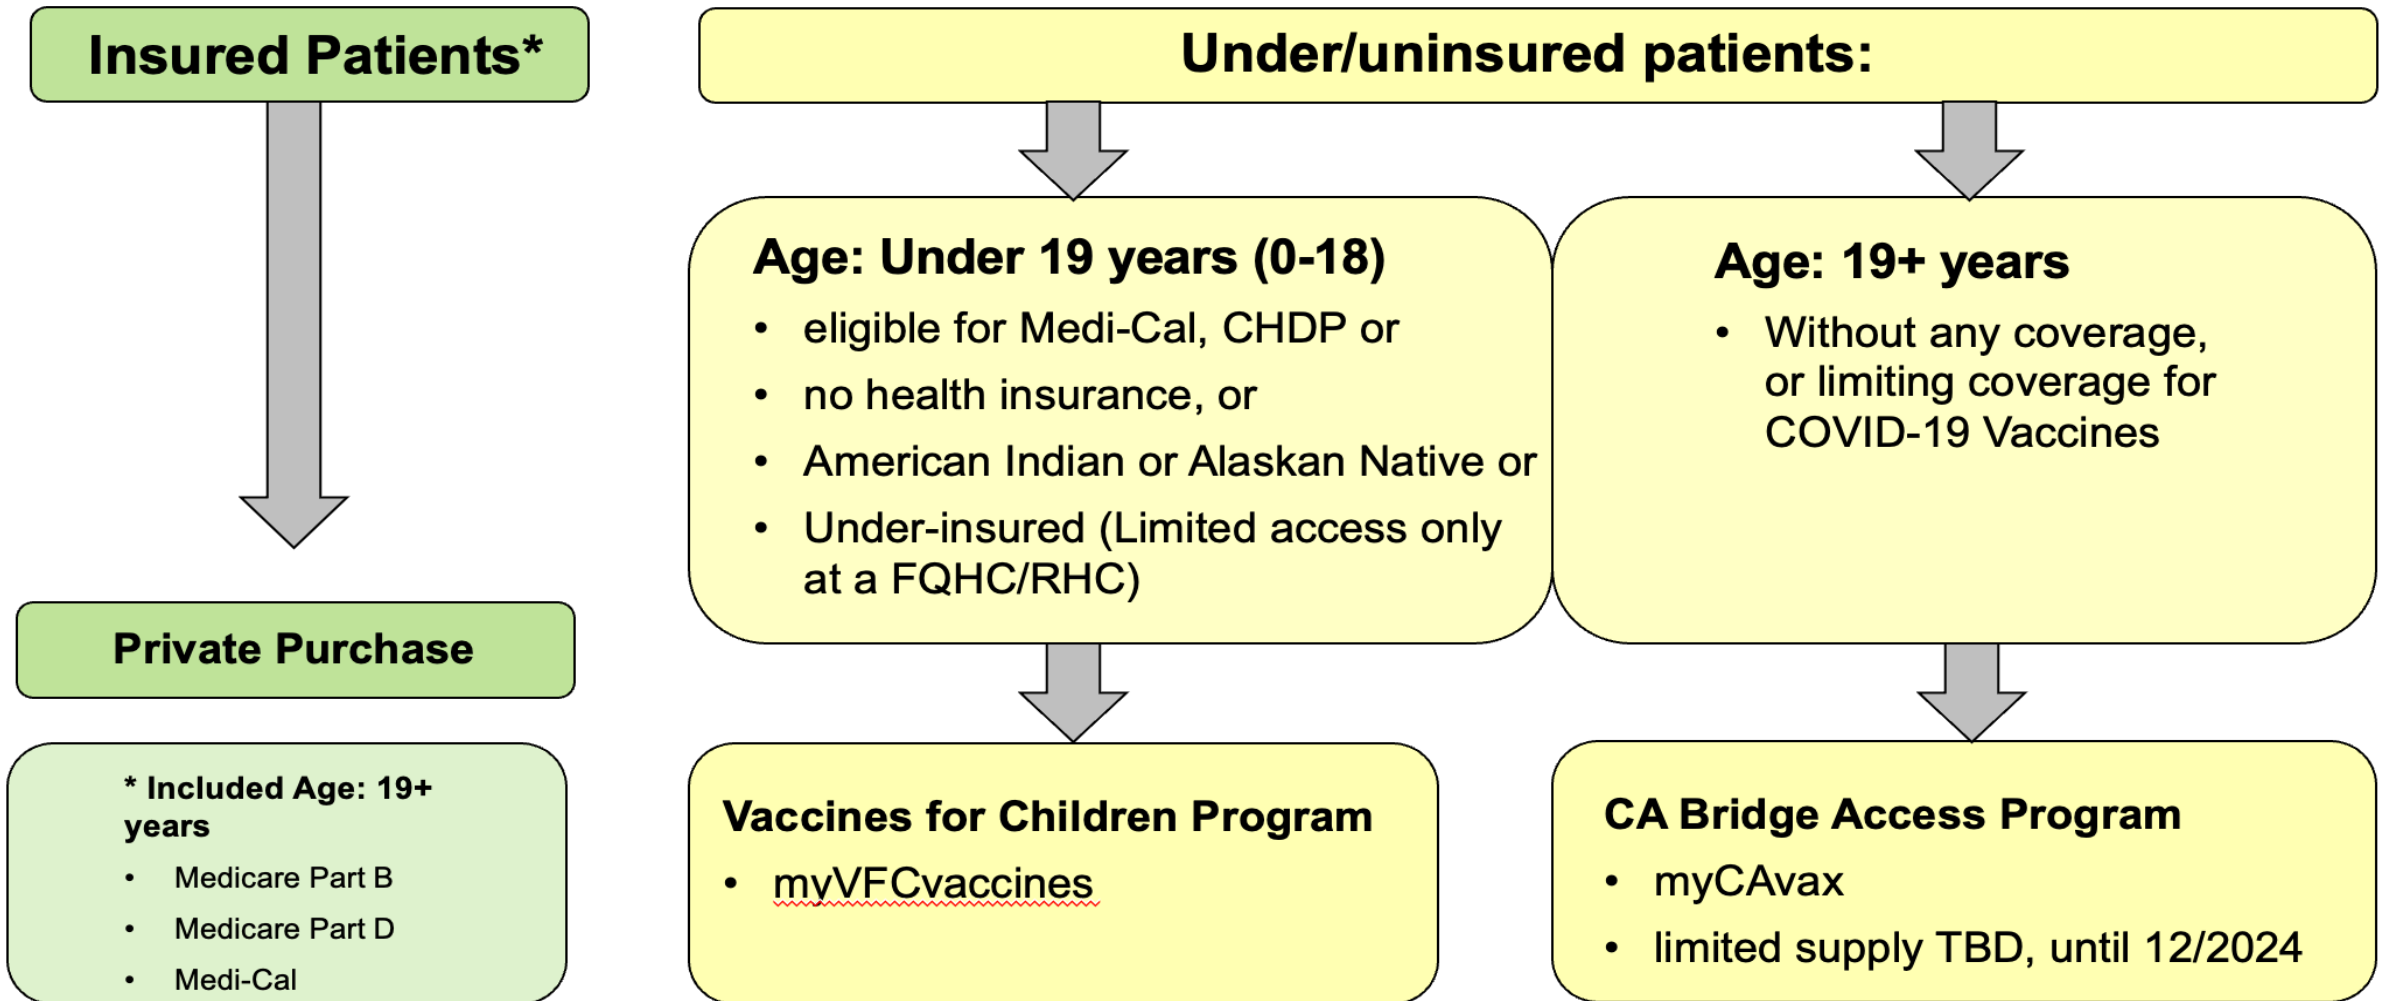 Insured Patients*
Under/uninsured patients:
Age: Under 19 years (0-18)
• eligible for Medi-Cal, CHDP or
• no health insurance, or
• American Indian or Alaskan Native or
• Under-insured (Limited access only
at a FQHC/RHC)
Age: 19+ years
• Without any coverage,
or limiting coverage for
COVID-19 Vaccines
Private Purchase
* Included Age: 19+
years
• Medicare Part B
• Medicare Part D
• Medi-Cal
Vaccines for Children Program
• myVFCvaccines
CA Bridge Access Program
• myCAvax
• limited supply TBD, until 12/2024